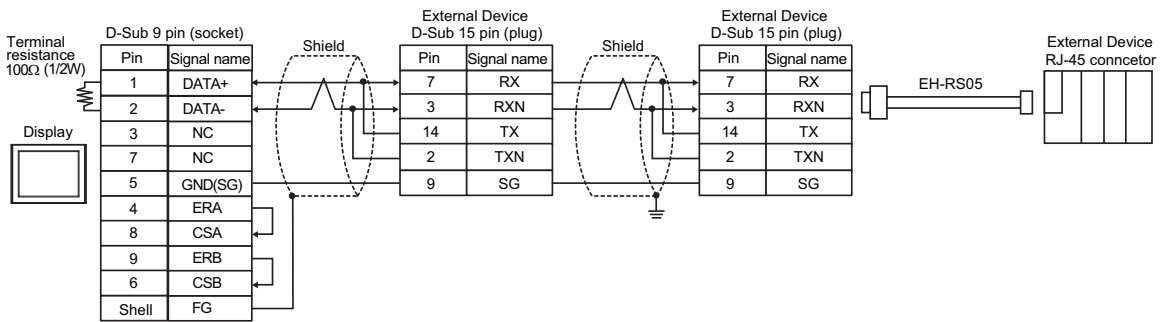 Terminal
resistance
100Ω (1/2W)
D-Sub 9 pin (socket)
Pin Signal name
1 DATA+
2 DATA-
3 NC
7 NC
5 GND(SG)
4 ERA
8 CSA
9 ERB
6 CSB
Shell FG
Display
Shield
External Device
D-Sub 15 pin (plug)
Pin Signal name
7 RX
3 RXN
14 TX
2 TXN
9 SG
Shield
External Device
D-Sub 15 pin (plug)
Pin Signal name
7 RX
3 RXN
14 TX
2 TXN
9 SG
EH-RS05
External Device
RJ-45 conncetor